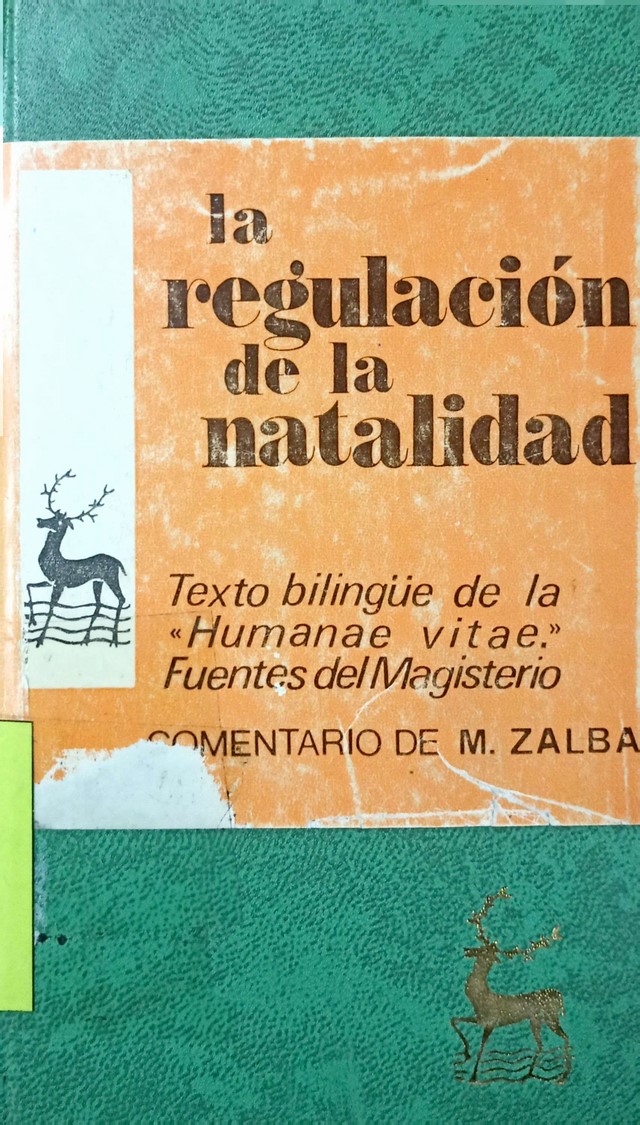 la
regulación
de la
natalidad
Texto bilingüe de la
«Humanae vitae.»
Fuentes del Magisterio
COMENTARIO DE M. ZALBA